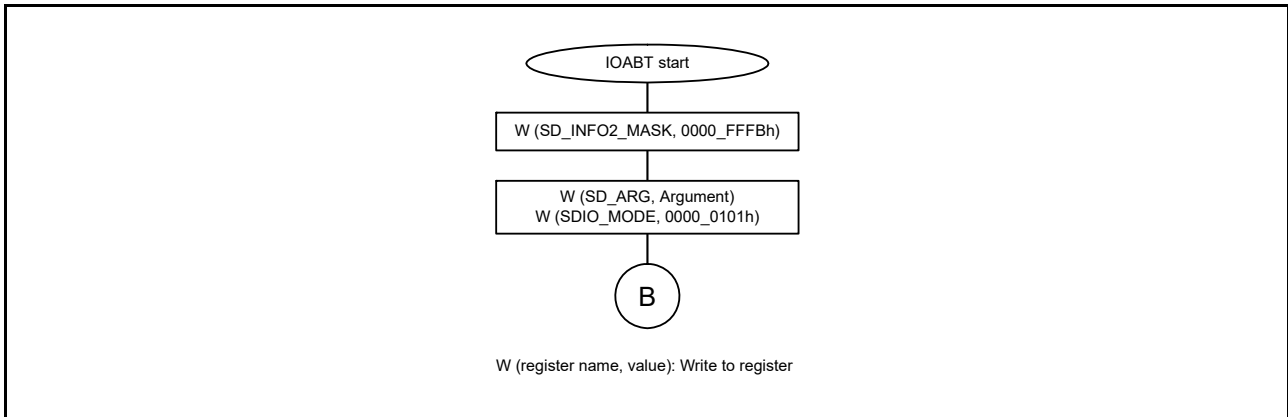 IOABT start
W (SD_INFO2_MASK, 0000_FFFBh)
W (SD_ARG, Argument)
W (SDIO_MODE, 0000_0101h)
B
W (register name, value): Write to register